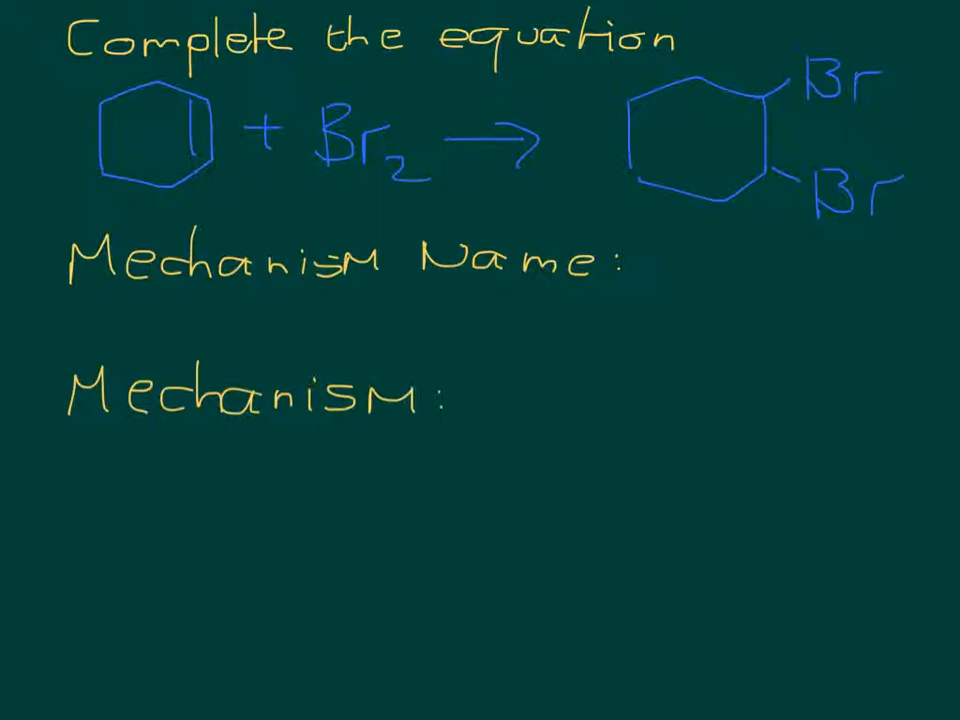 Complete the equation
+ Br2 → Br
Br
Mechanism Name:
Mechanism: